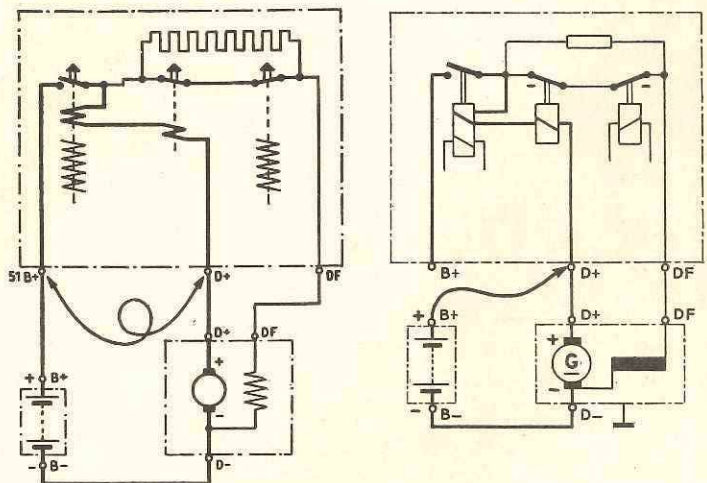 51 B+ D+ DF
D+ DF
+
-
+ B+
- B-
D-
- -
B+ D+ DF
+ B+ D+ DF
+
G
-
- B- D-